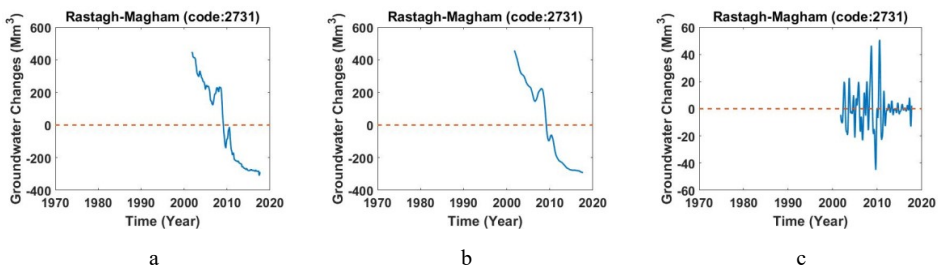 Rastagh-Magham (code:2731)
Groundwater Changes (Mm³)
600
400
200
0
-200
-400
1970 1980 1990 2000 2010 2020
Time (Year)
a
Rastagh-Magham (code:2731)
Groundwater Changes (Mm³)
600
400
200
0
-200
-400
1970 1980 1990 2000 2010 2020
Time (Year)
b
Rastagh-Magham (code:2731)
Groundwater Changes (Mm³)
60
40
20
0
-20
-40
-60
1970 1980 1990 2000 2010 2020
Time (Year)
c